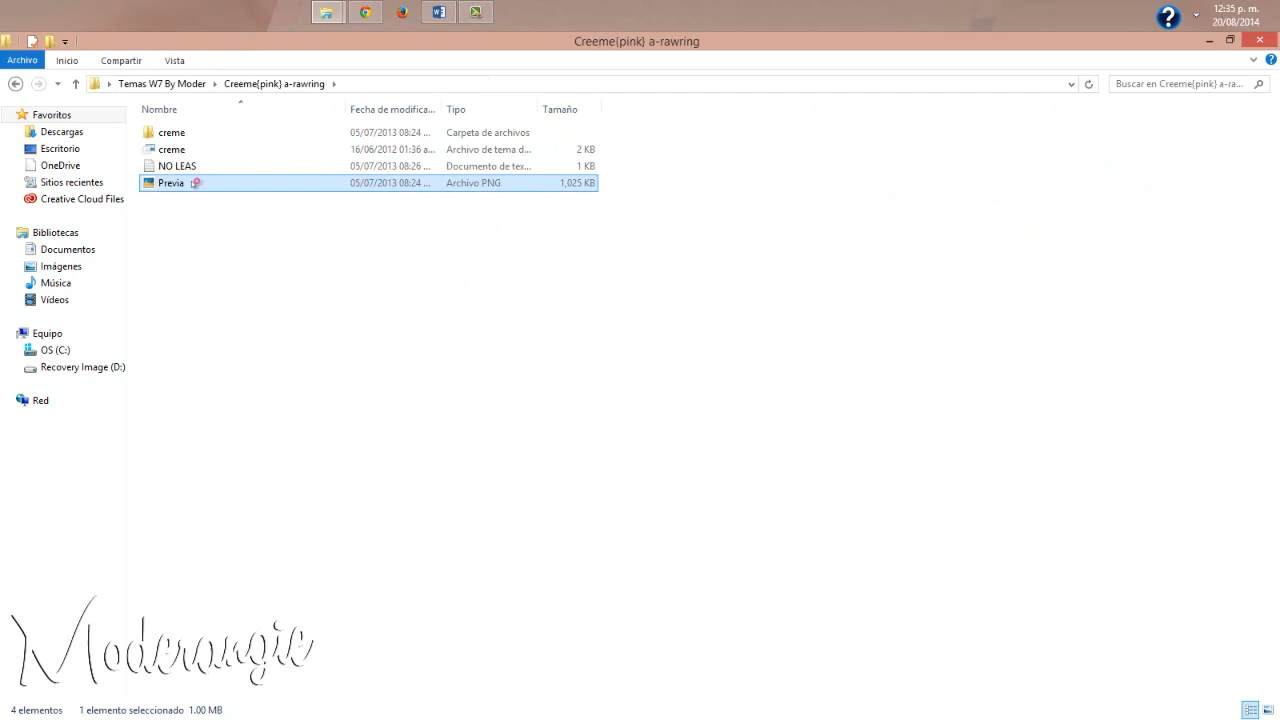 12:35 p. m.
20/08/2014
Creeme{pink} a-rawring
Archivo Inicio Compartir Vista
Temas W7 By Moder Creeme{pink} a-rawring Buscar en Creeme{pink} a-ra...
Nombre Fecha de modifica... Tipo Tamaño
creme 05/07/2013 08:24 ... Carpeta de archivos
creme 16/06/2012 01:36 a... Archivo de tema d... 2 KB
NO LEAS 05/07/2013 08:26 ... Documento de tex... 1 KB
Previa 05/07/2013 08:24 ... Archivo PNG 1,025 KB
Favoritos
Descargas
Escritorio
OneDrive
Sitios recientes
Creative Cloud Files
Bibliotecas
Documentos
Imágenes
Música
Vídeos
Equipo
OS (C:)
Recovery Image (D:)
Red
Moderangie
4 elementos 1 elemento seleccionado 1.00 MB